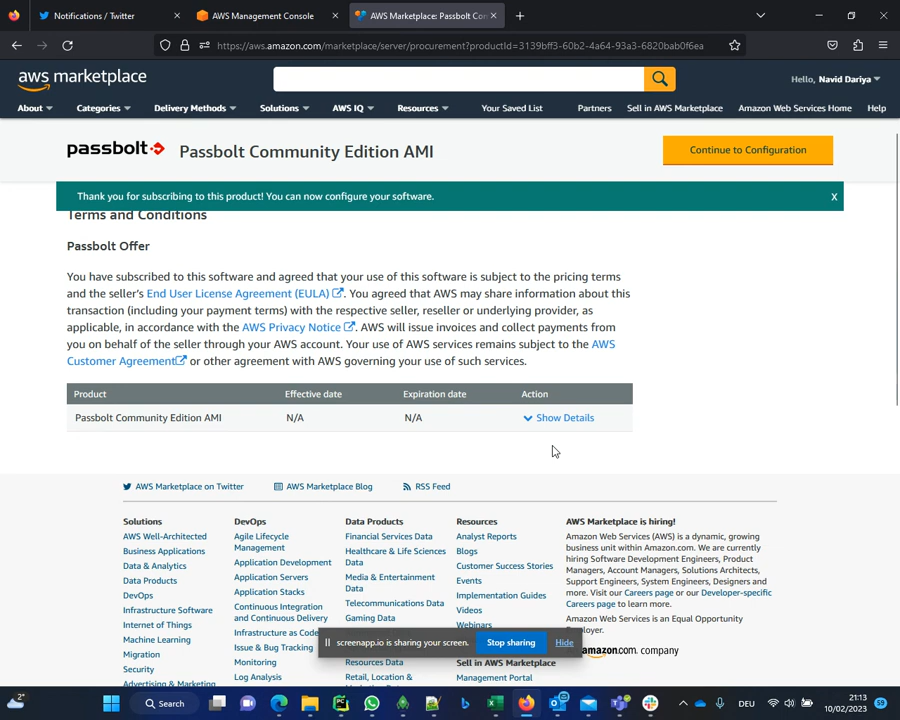 Notifications / Twitter
AWS Management Console
AWS Marketplace: Passbolt Con
https://aws.amazon.com/marketplace/server/procurement?productId=3139bff3-60b2-4a64-93a3-6820bab0f6ea
aws marketplace
Hello, Navid Dariya
About Categories Delivery Methods Solutions AWS IQ Resources Your Saved List Partners Sell in AWS Marketplace Amazon Web Services Home Help
passbolt
Passbolt Community Edition AMI
Continue to Configuration
Thank you for subscribing to this product! You can now configure your software.
X
Terms and Conditions
Passbolt Offer
You have subscribed to this software and agreed that your use of this software is subject to the pricing terms
and the seller's End User License Agreement (EULA). You agreed that AWS may share information about this
transaction (including your payment terms) with the respective seller, reseller or underlying provider, as
applicable, in accordance with the AWS Privacy Notice. AWS will issue invoices and collect payments from
you on behalf of the seller through your AWS account. Your use of AWS services remains subject to the AWS
Customer Agreement or other agreement with AWS governing your use of such services.
Product Effective date Expiration date Action
Passbolt Community Edition AMI N/A N/A Show Details
AWS Marketplace on Twitter AWS Marketplace Blog RSS Feed
Solutions
AWS Well-Architected
Business Applications
Data & Analytics
Data Products
DevOps
Infrastructure Software
Internet of Things
Machine Learning
Migration
Security
Advertising & Marketing
DevOps
Agile Lifecycle
Management
Application Development
Application Servers
Application Stacks
Continuous Integration
and Continuous Delivery
Infrastructure as Code
Issue & Bug Tracking
Monitoring
Log Analysis
Data Products
Financial Services Data
Healthcare & Life Sciences
Data
Media & Entertainment
Data
Telecommunications Data
Gaming Data
Resources Data
Retail, Location &
Resources
Analyst Reports
Blogs
Customer Success Stories
Events
Implementation Guides
Videos
Webinars
Sell in AWS Marketplace
Management Portal
AWS Marketplace is hiring!
Amazon Web Services (AWS) is a dynamic, growing
business unit within Amazon.com. We are currently
hiring Software Development Engineers, Product
Managers, Account Managers, Solutions Architects,
Support Engineers, System Engineers, Designers and
more. Visit our Careers page or our Developer-specific
Careers page to learn more.
Amazon Web Services is an Equal Opportunity
Employer.
amazon.com. company
screenapp.io is sharing your screen.
Stop sharing
Hide
2°
Search
DEU
21:13
10/02/2023
59